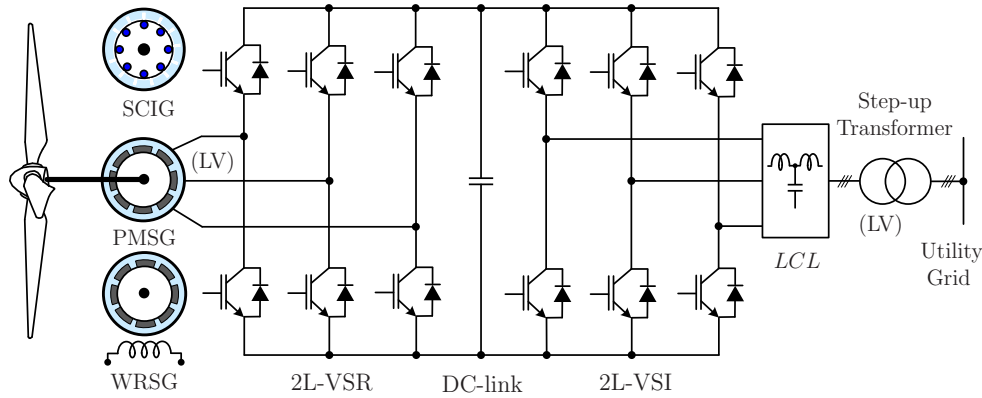 SCIG
(LV)
PMSG
WRSG
2L-VSR
DC-link
2L-VSI
LCL
Step-up
Transformer
(LV)
Utility
Grid